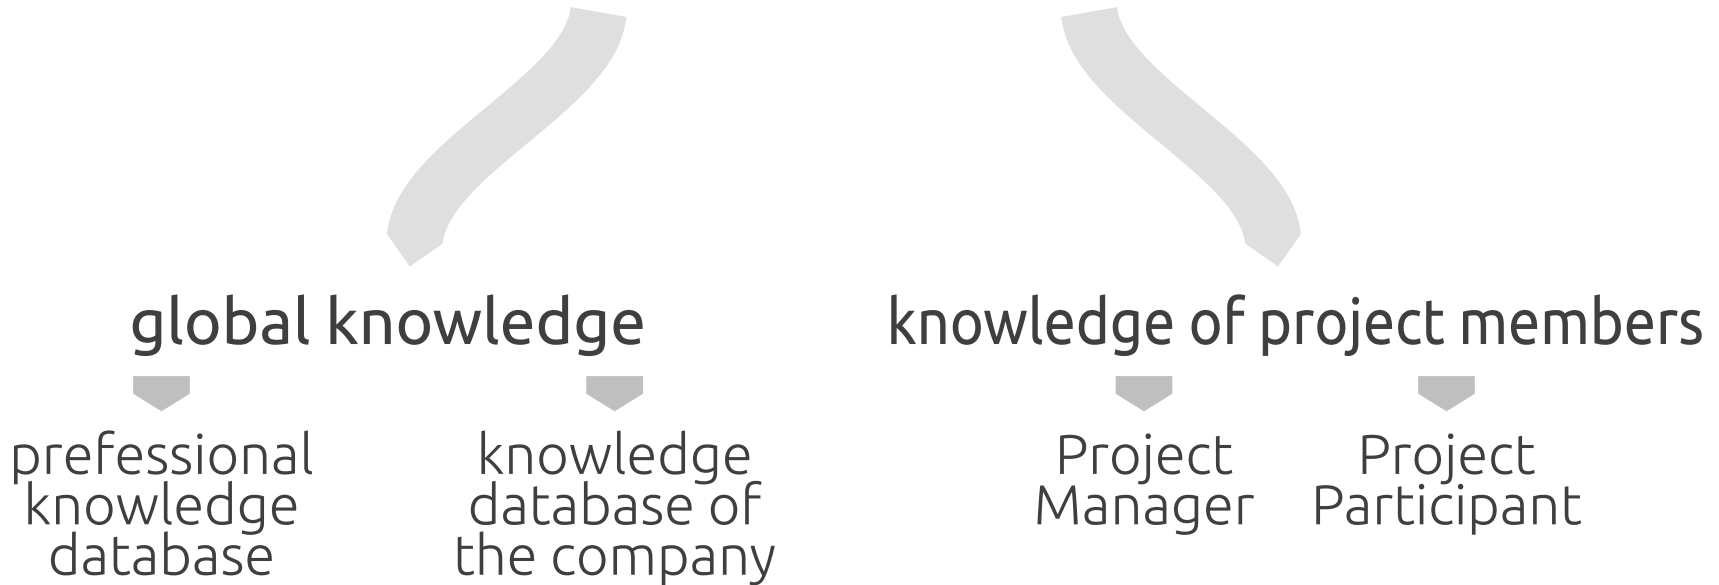 global knowledge
knowledge of project members
prefessional
knowledge
database
knowledge
database of
the company
Project
Manager
Project
Participant